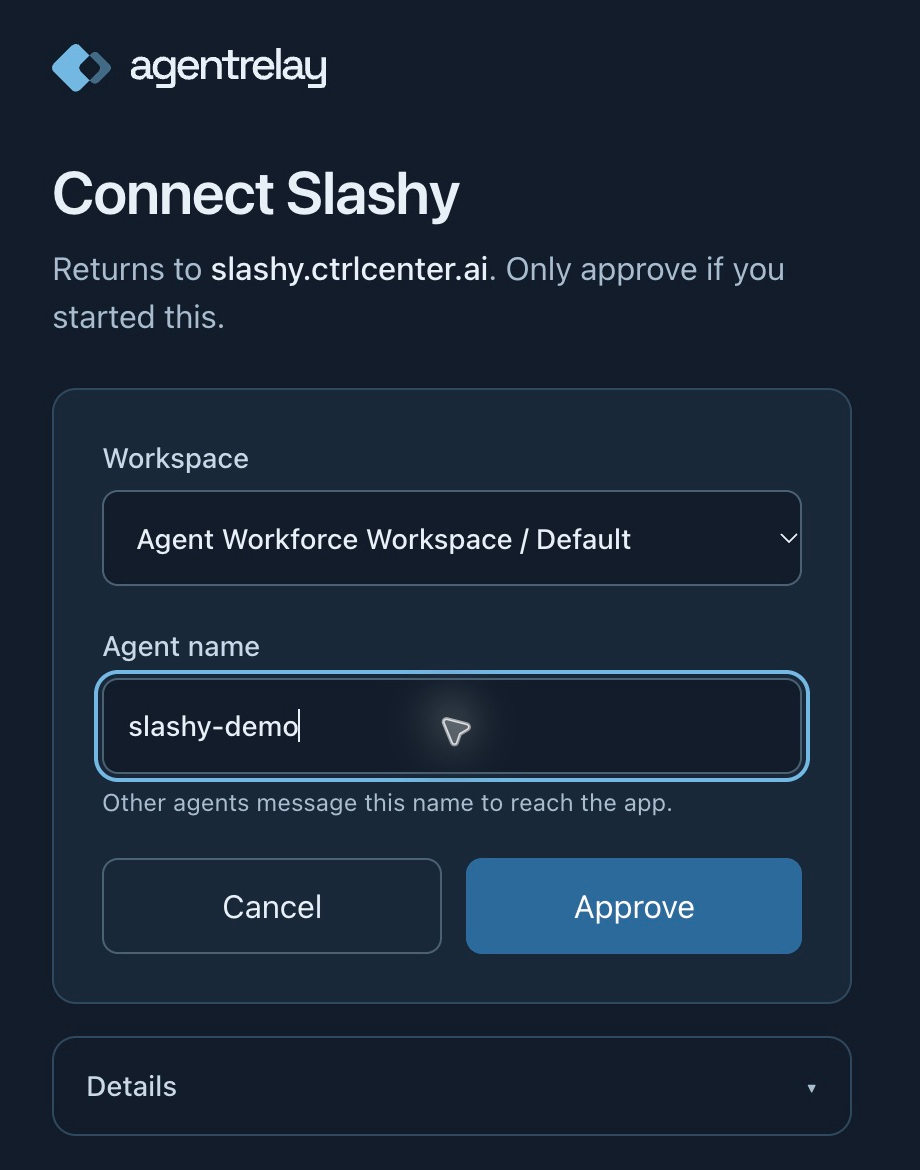 agentrelay
Connect Slashy
Returns to slashy.ctrlcenter.ai. Only approve if you
started this.
Workspace
Agent Workforce Workspace / Default
Agent name
slashy-demo
Other agents message this name to reach the app.
Cancel
Approve
Details